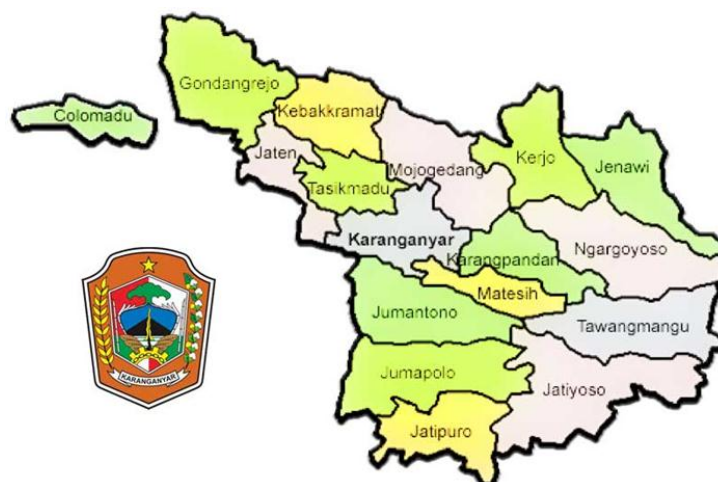 Gondangrejo
Kebakkramat
Colomadu
Jaten
Mojogedang
Kerjo
Jenawi
Tasikmadu
Karanganyar
Karangpandan
Ngargoyoso
Matesih
Jumantono
Tawangmangu
Jumapolo
Jatiyoso
Jatipuro
KARANGANYAR